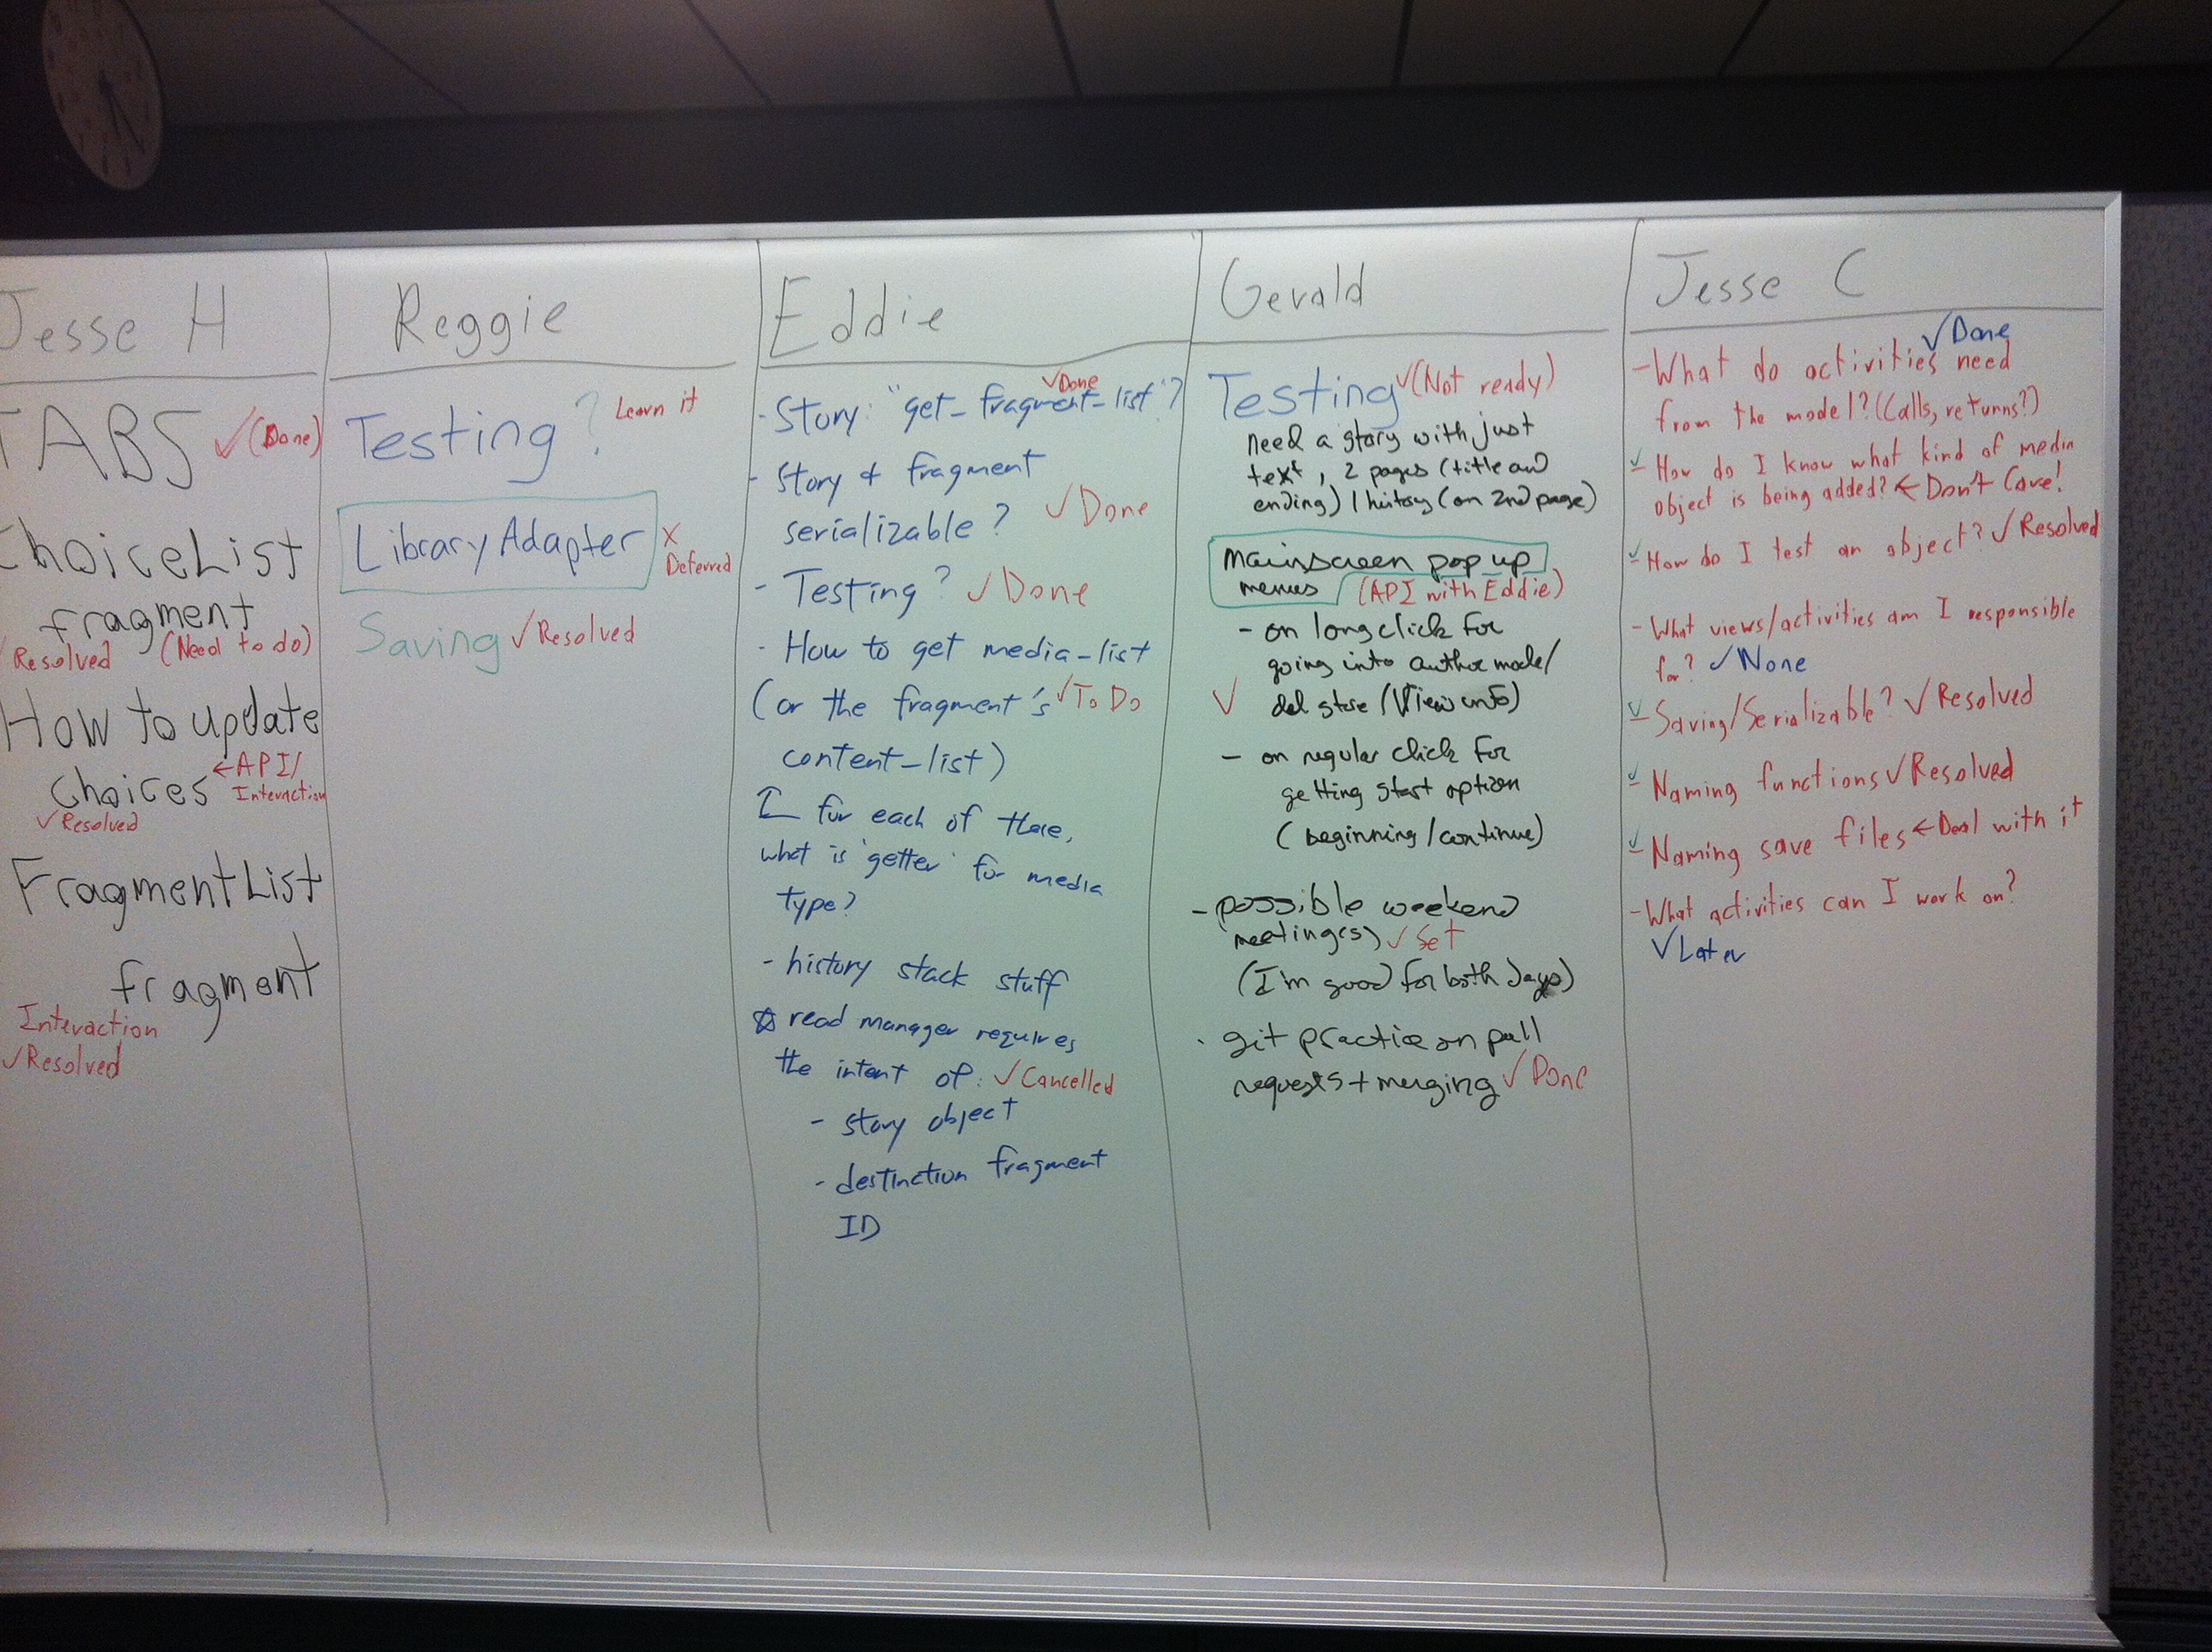 Jesse H
TABS ✓(Done)
ChoiceList
fragment
Resolved (Need to do)
How to update
choices ←API/
Interaction
✓Resolved
FragmentList
fragment
Interaction
✓Resolved
Reggie
Testing? Learn it
LibraryAdapter X
Deferred
Saving ✓Resolved
Eddie
✓Done
- Story: "get_fragment_list"?
- Story & fragment
serializable? ✓Done
- Testing? ✓Done
- How to get media_list
(or the fragment's ✓To Do
content_list)
for each of these,
what is 'getter' for media
type?
- history stack stuff
☆ read manager requires
the intent of: ✓Cancelled
- story object
- destinction fragment
ID
Gerald
Testing ✓(Not ready)
need a story with just
text, 2 pages (title and
ending) 1 history (on 2nd page)
Mainscreen pop up
menus (API with Eddie)
- on longclick for
going into author mode/
✓ del store/(View info)
- on regular click for
getting start option
(beginning/continue)
- possible weekend
meeting(s) ✓Set
(I'm good for both days)
· git practice on pull
requests + merging ✓Done
Jesse C
✓Done
- What do activities need
from the model? (Calls, returns?)
✓- How do I know what kind of media
object is being added? ← Don't Care!
✓- How do I test an object? ✓Resolved
- What views/activities am I responsible
for? ✓None
✓- Saving/Serializable? ✓Resolved
✓- Naming functions ✓Resolved
✓- Naming save files ← Deal with it
- What activities can I work on?
✓Later